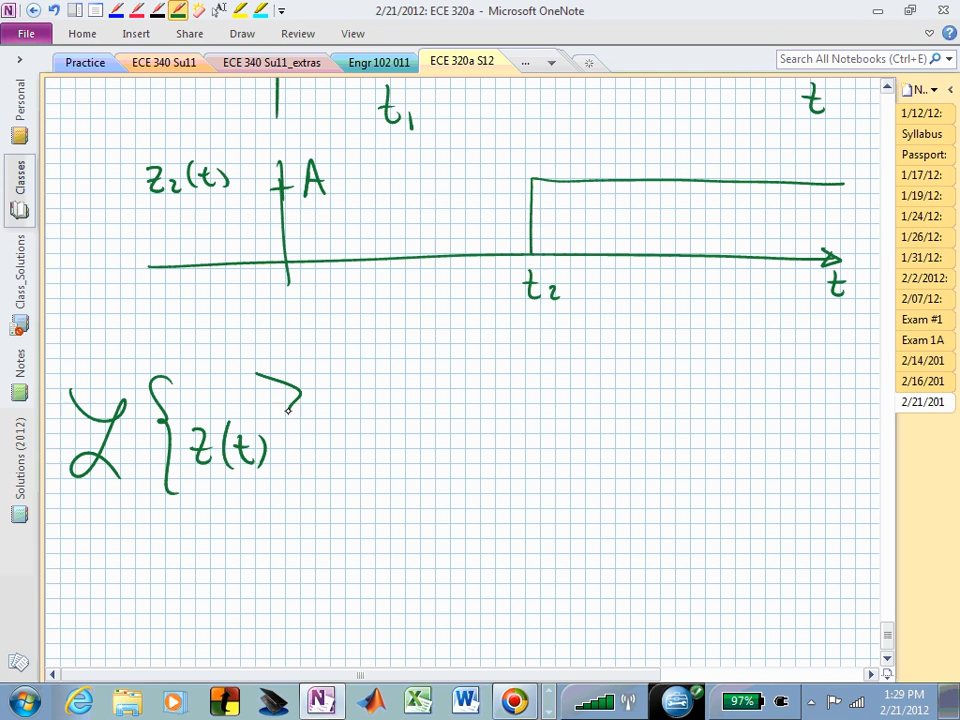 2/21/2012: ECE 320a - Microsoft OneNote
File Home Insert Share Draw Review View
Practice ECE 340 Su11 ECE 340 Su11_extras Engr 102 011 ECE 320a S12 ... Search All Notebooks (Ctrl+E)
N..
Personal
Classes
Class_Solutions
Notes
Solutions (2012)
t₁ t
z₂(t) A
t₂ t
ℒ { z(t)
1/12/12:
Syllabus
Passport:
1/17/12:
1/19/12:
1/24/12:
1/26/12:
1/31/12:
2/2/2012:
2/07/12:
Exam #1
Exam 1A
2/14/201
2/16/201
2/21/201
97% 1:29 PM
2/21/2012